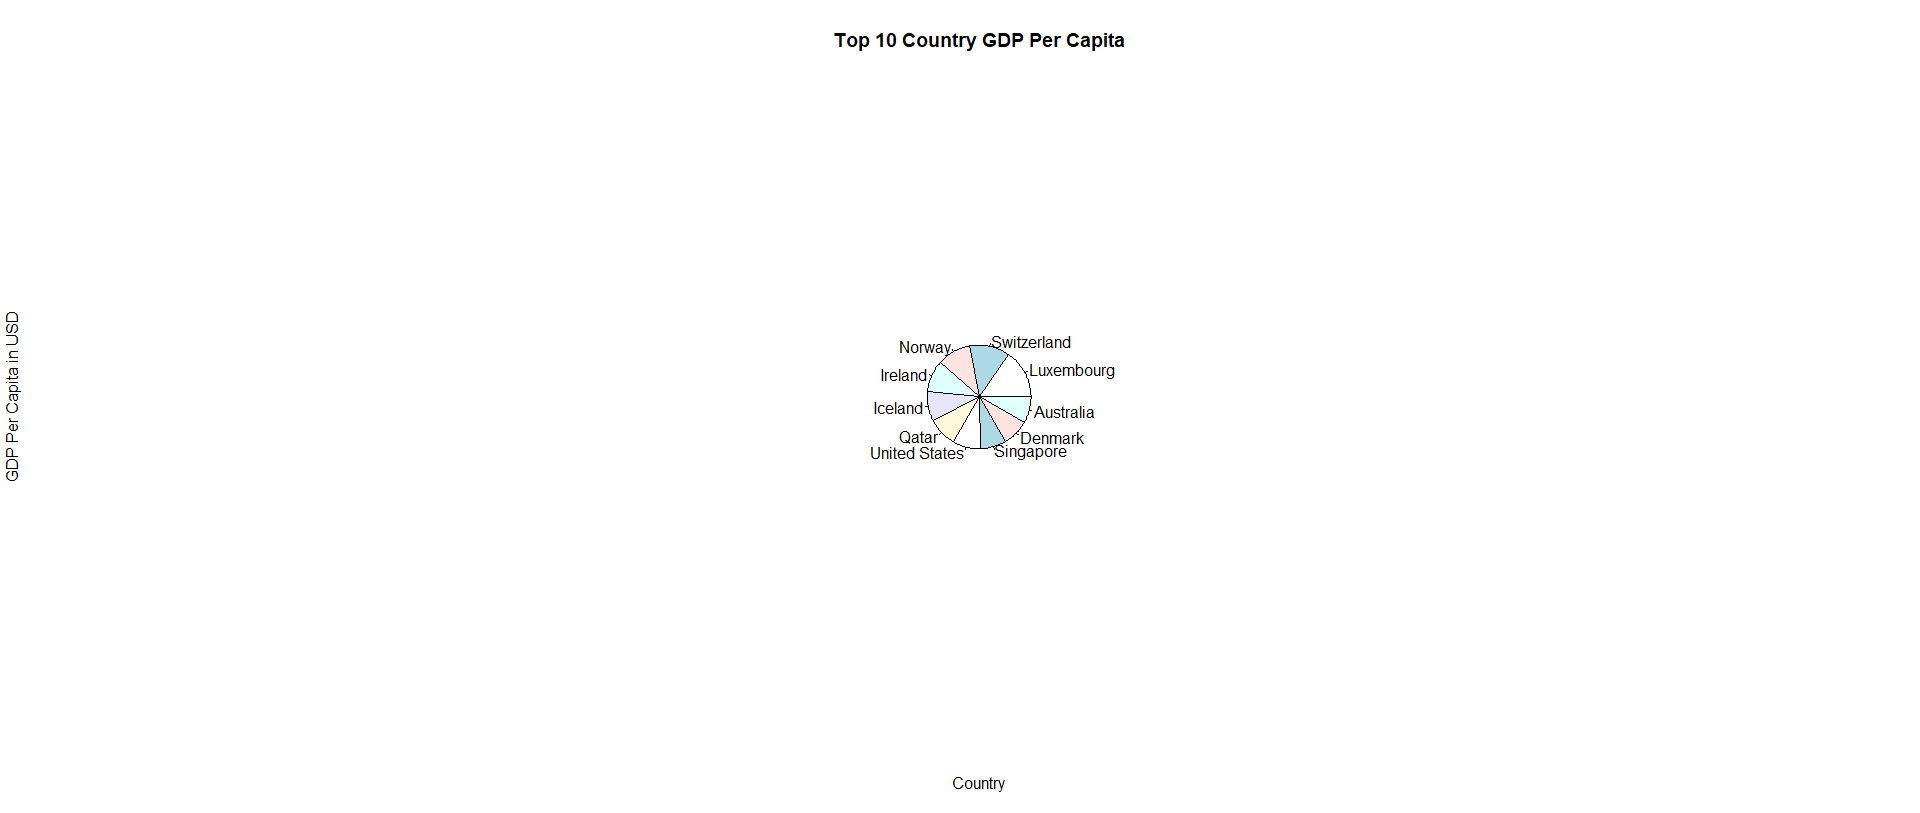 Top 10 Country GDP Per Capita
GDP Per Capita in USD
Switzerland
Norway
Luxembourg
Ireland
Iceland
Australia
Qatar
Denmark
United States
Singapore
Country